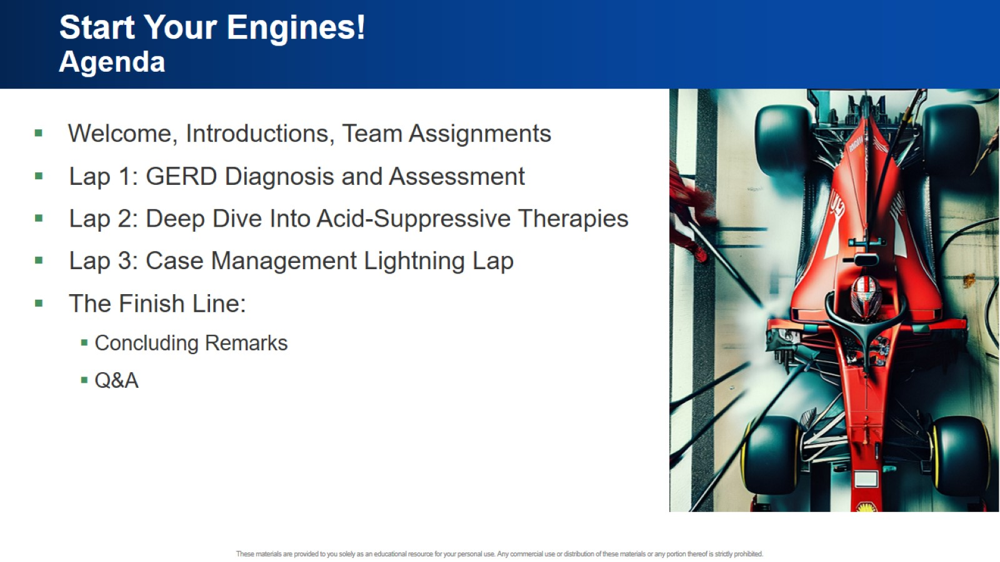 Start Your Engines!
Agenda
Welcome, Introductions, Team Assignments
Lap 1: GERD Diagnosis and Assessment
Lap 2: Deep Dive Into Acid-Suppressive Therapies
Lap 3: Case Management Lightning Lap
The Finish Line:
Concluding Remarks
Q&A
These materials are provided to you solely as an educational resource for your personal use. Any commercial use or distribution of these materials or any portion thereof is strictly prohibited.